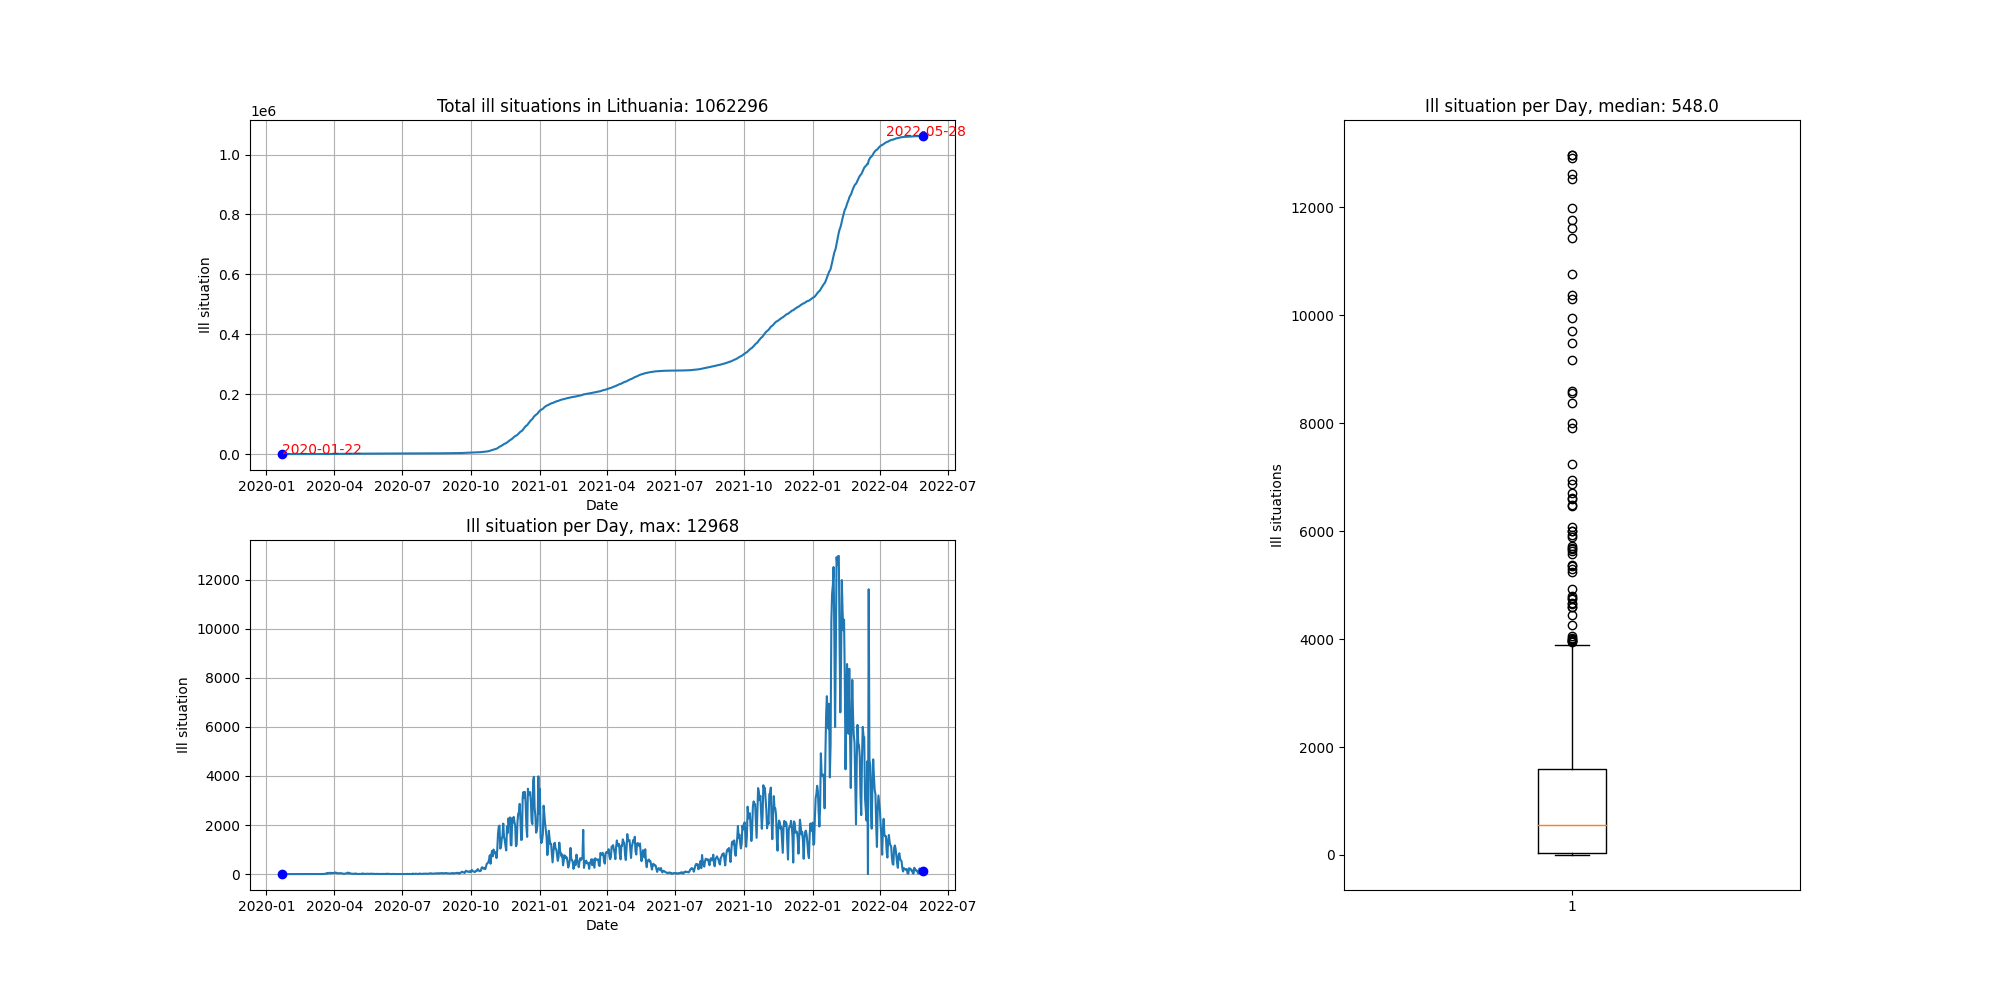 Total ill situations in Lithuania: 1062296
1e6
1.0
0.8
0.6
0.4
0.2
0.0
Ill situation
2022-05-28
2020-01-22
2020-01 2020-04 2020-07 2020-10 2021-01 2021-04 2021-07 2021-10 2022-01 2022-04 2022-07
Date
Ill situation per Day, max: 12968
12000
10000
8000
6000
4000
2000
0
Ill situation
2020-01 2020-04 2020-07 2020-10 2021-01 2021-04 2021-07 2021-10 2022-01 2022-04 2022-07
Date
Ill situation per Day, median: 548.0
12000
10000
8000
6000
4000
2000
0
Ill situations
1